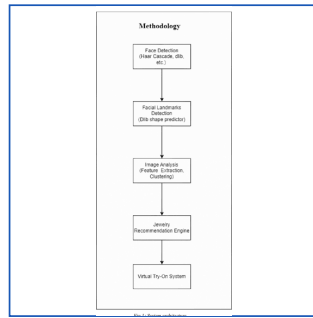 Methodology
Face Detection
(Haar Cascade, dlib,
etc.)
Facial Landmarks
Detection
(Dlib shape predictor)
Image Analysis
(Feature Extraction,
Clustering)
Jewelry
Recommendation Engine
Virtual Try-On System